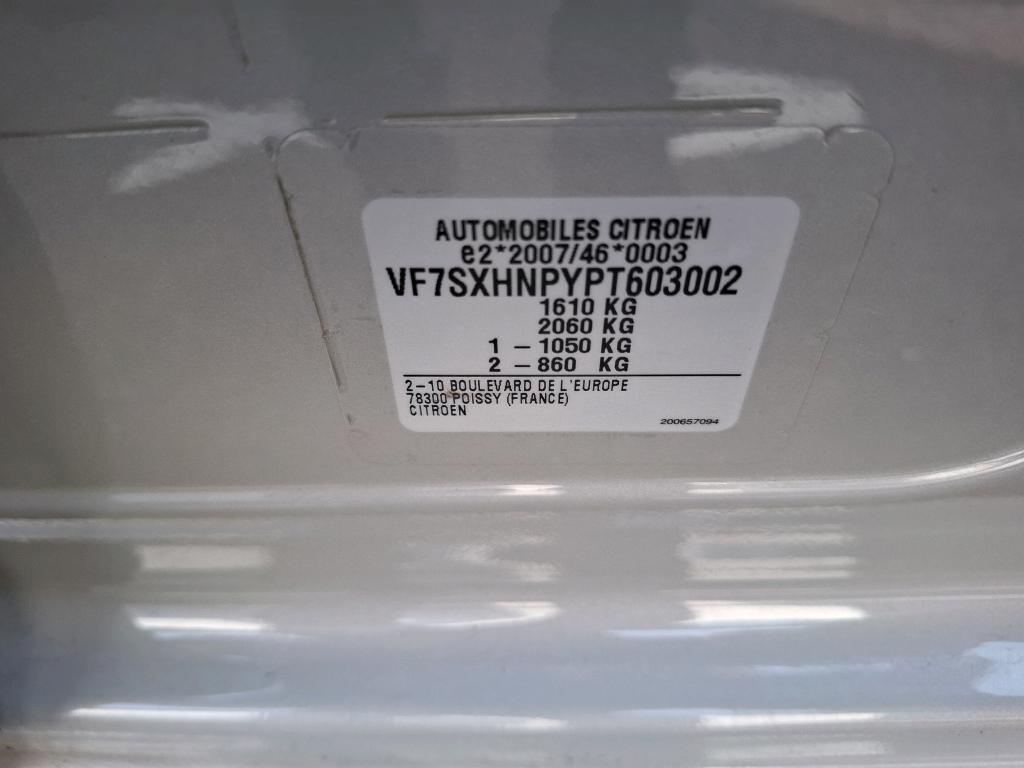 AUTOMOBILES CITROEN
e2*2007/46*0003
VF7SXHNPYPT603002
1610 KG
2060 KG
1 – 1050 KG
2 – 860 KG
2–10 BOULEVARD DE L'EUROPE
78300 POISSY (FRANCE)
CITROEN
200657094